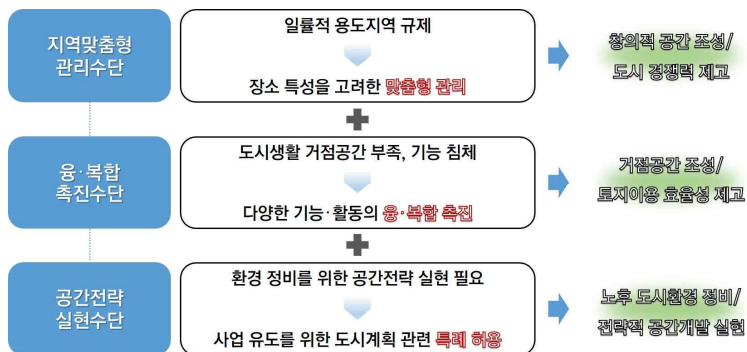 지역맞춤형
관리수단
일률적 용도지역 규제
장소 특성을 고려한 맞춤형 관리
창의적 공간 조성/
도시 경쟁력 제고
융·복합
촉진수단
도시생활 거점공간 부족, 기능 침체
다양한 기능·활동의 융·복합 촉진
거점공간 조성/
토지이용 효율성 제고
공간전략
실현수단
환경 정비를 위한 공간전략 실현 필요
사업 유도를 위한 도시계획 관련 특례 허용
노후 도시환경 정비/
전략적 공간개발 실현